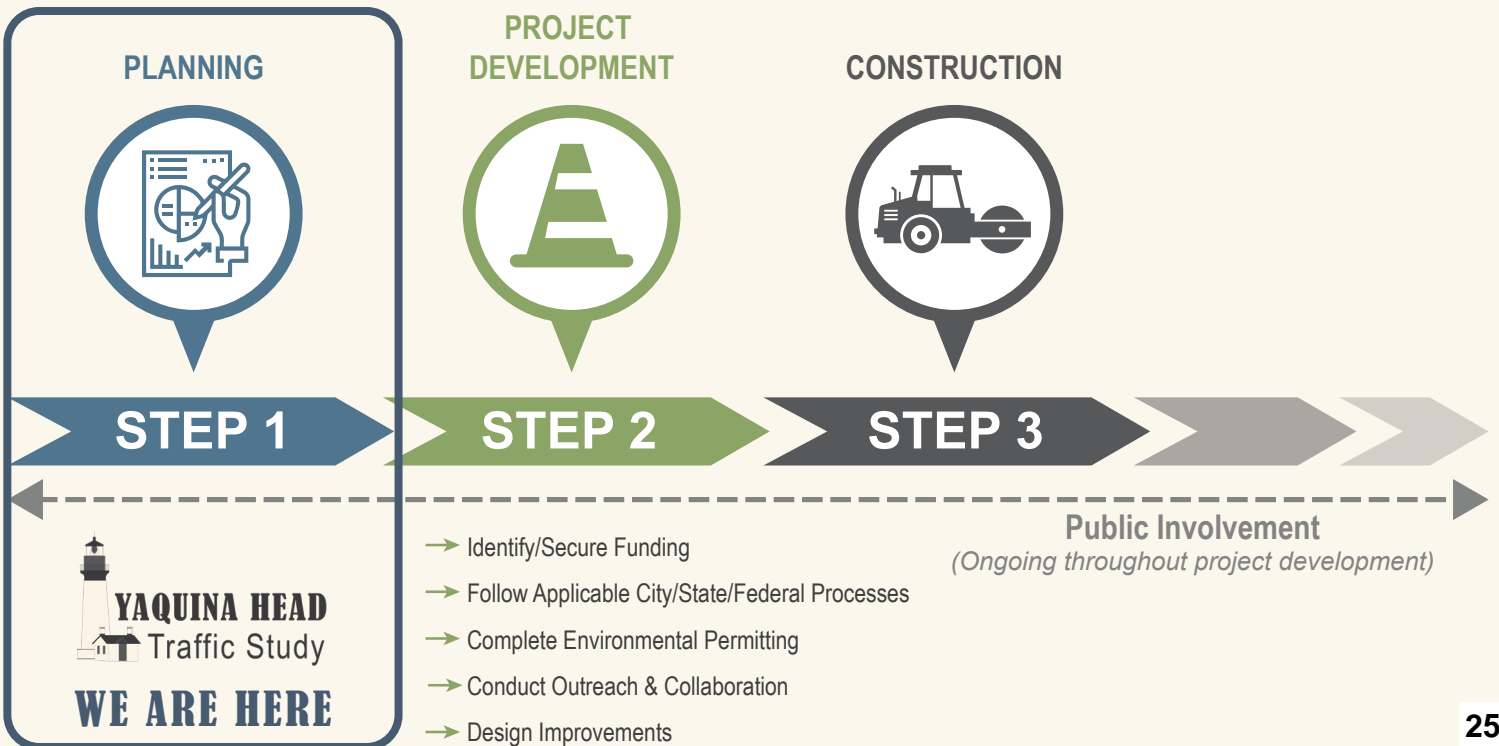 PLANNING
PROJECT
DEVELOPMENT
CONSTRUCTION
STEP 1
STEP 2
STEP 3
YAQUINA HEAD
Traffic Study
WE ARE HERE
→ Identify/Secure Funding
→ Follow Applicable City/State/Federal Processes
→ Complete Environmental Permitting
→ Conduct Outreach & Collaboration
→ Design Improvements
Public Involvement
(Ongoing throughout project development)
25